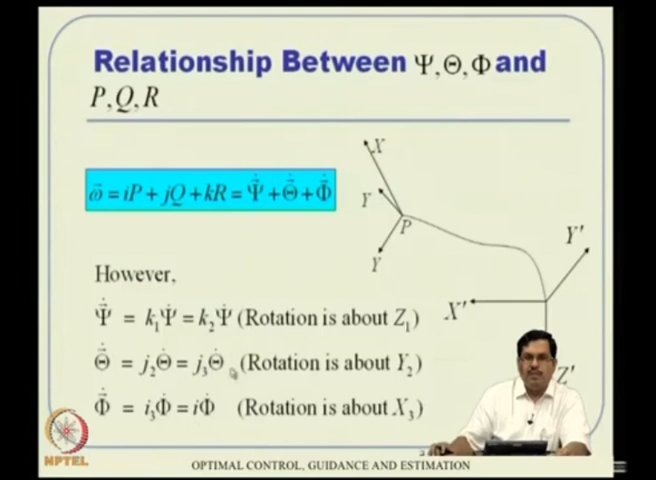 Relationship Between Ψ,Θ,Φ and
P,Q,R
X
Y
P
Y
Y'
X'
Z'
ω⃗ = iP + jQ + kR = Ψ̇⃗ + Θ̇⃗ + Φ̇⃗
However,
Ψ̇⃗ = k₁Ψ̇ = k₂Ψ̇ (Rotation is about Z₁)
Θ̇⃗ = j₂Θ̇ = j₃Θ̇ (Rotation is about Y₂)
Φ̇⃗ = i₃Φ̇ = iΦ̇ (Rotation is about X₃)
NPTEL
OPTIMAL CONTROL, GUIDANCE AND ESTIMATION